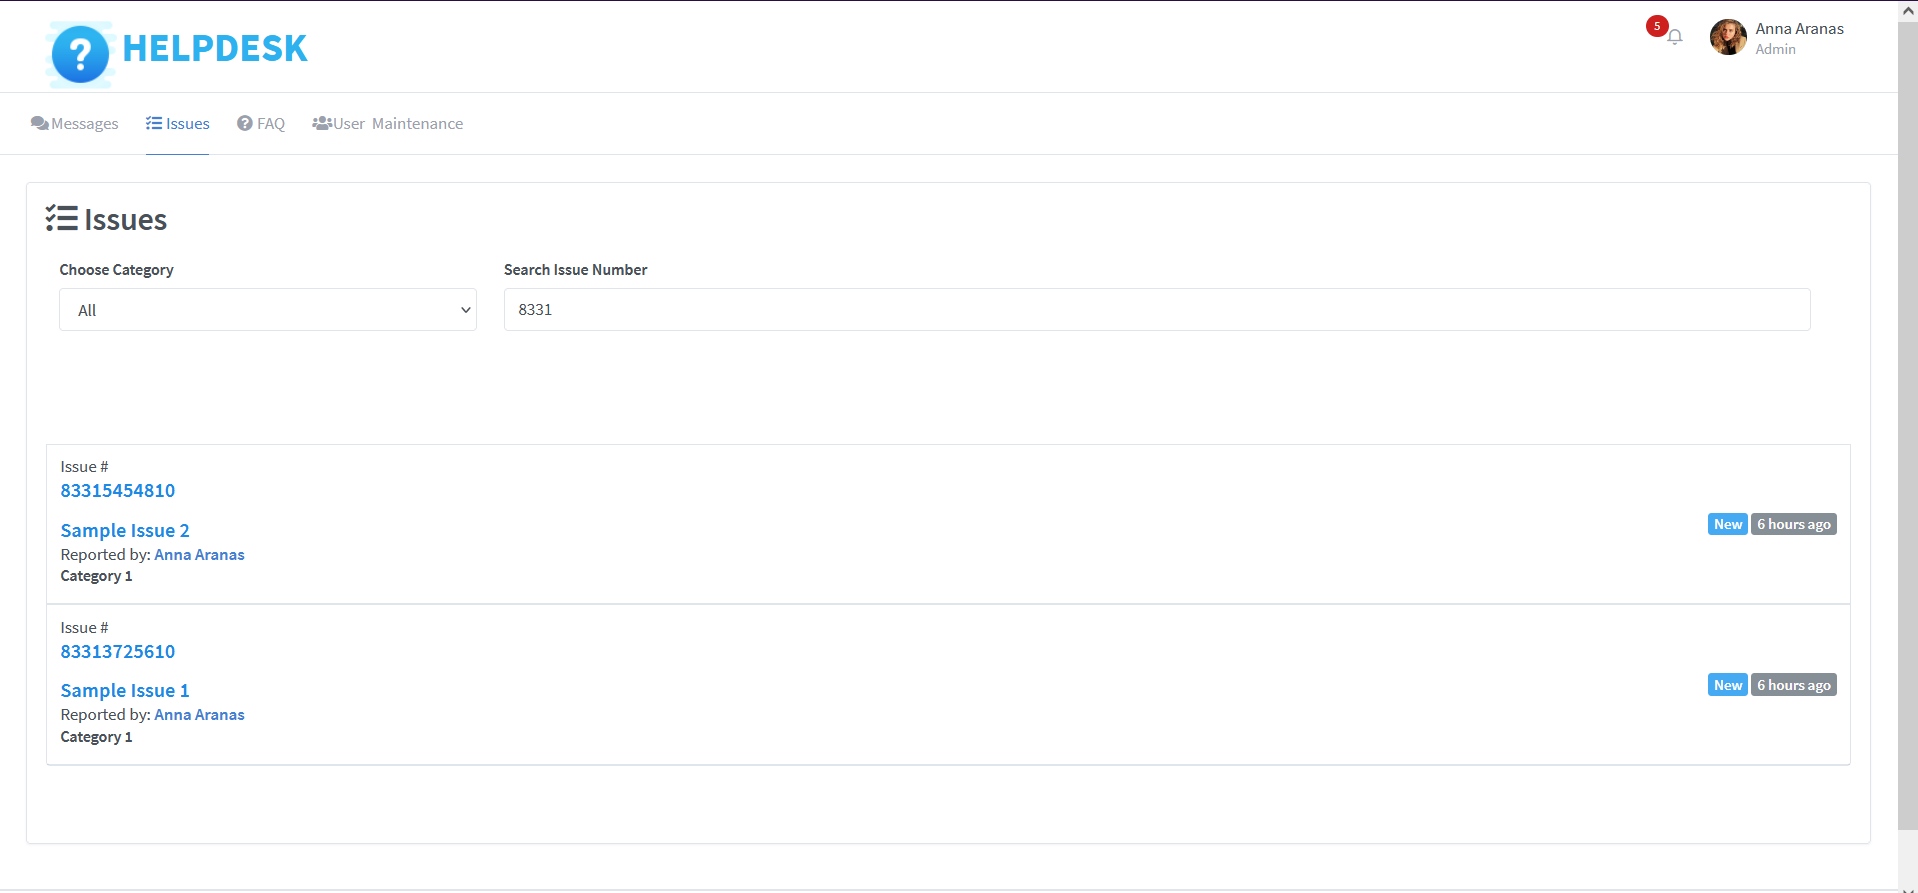 ? HELPDESK
5
Anna Aranas
Admin
Messages Issues ? FAQ User Maintenance
Issues
Choose Category Search Issue Number
All 8331
Issue #
83315454810
Sample Issue 2
New 6 hours ago
Reported by: Anna Aranas
Category 1
Issue #
83313725610
Sample Issue 1
New 6 hours ago
Reported by: Anna Aranas
Category 1